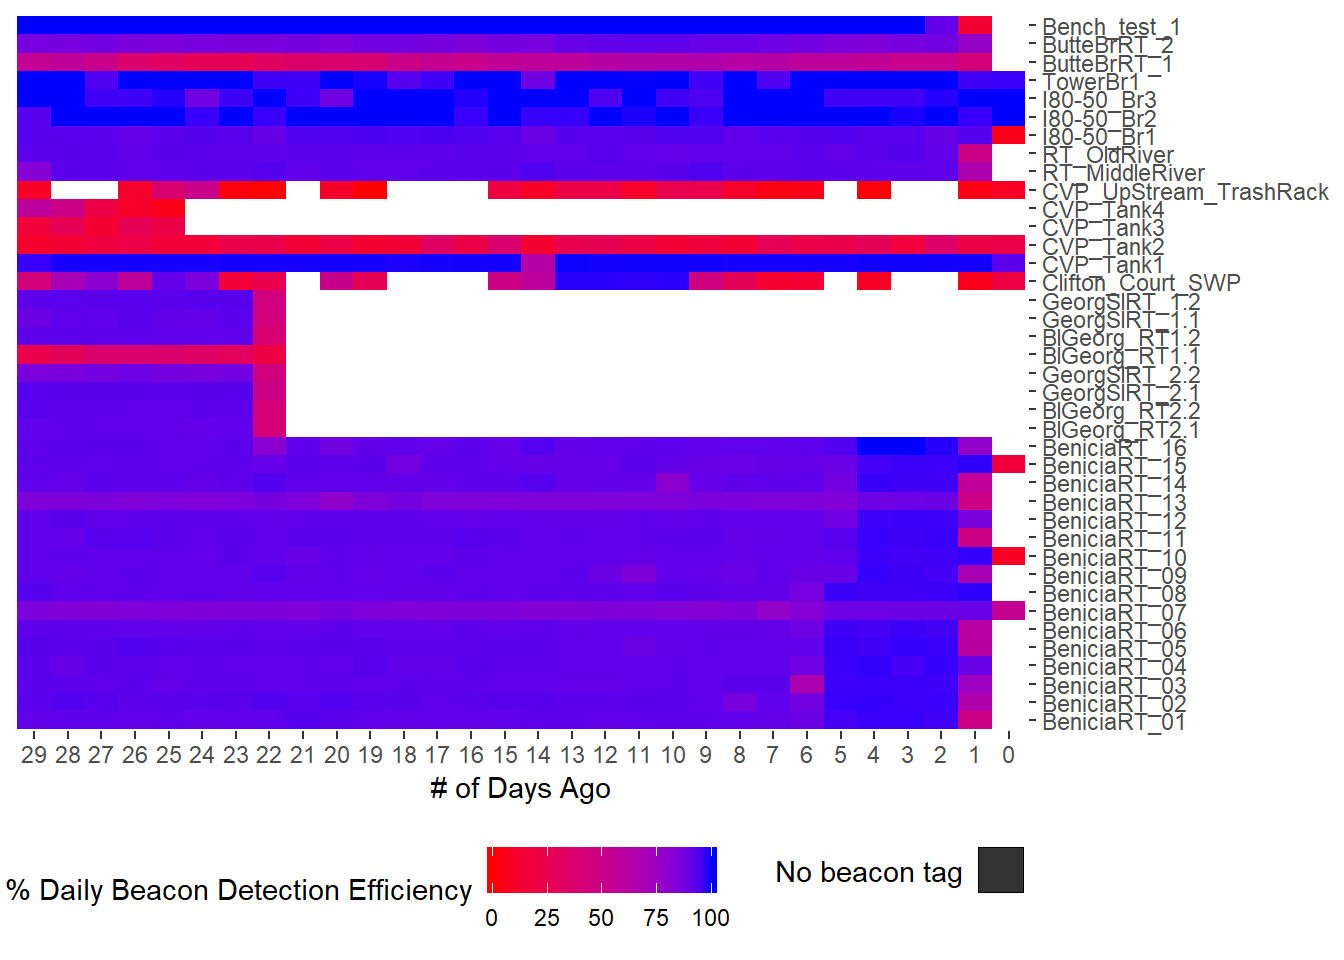 Bench_test_1
ButteBrRT_2
ButteBrRT_1
TowerBr1
I80-50_Br3
I80-50_Br2
I80-50_Br1
RT_OldRiver
RT_MiddleRiver
CVP_UpStream_TrashRack
CVP_Tank4
CVP_Tank3
CVP_Tank2
CVP_Tank1
Clifton_Court_SWP
GeorgSlRT_1.2
GeorgSlRT_1.1
BlGeorg_RT1.2
BlGeorg_RT1.1
GeorgSlRT_2.2
GeorgSlRT_2.1
BlGeorg_RT2.2
BlGeorg_RT2.1
BeniciaRT_16
BeniciaRT_15
BeniciaRT_14
BeniciaRT_13
BeniciaRT_12
BeniciaRT_11
BeniciaRT_10
BeniciaRT_09
BeniciaRT_08
BeniciaRT_07
BeniciaRT_06
BeniciaRT_05
BeniciaRT_04
BeniciaRT_03
BeniciaRT_02
BeniciaRT_01
29 28 27 26 25 24 23 22 21 20 19 18 17 16 15 14 13 12 11 10 9 8 7 6 5 4 3 2 1 0
# of Days Ago
% Daily Beacon Detection Efficiency
0 25 50 75 100
No beacon tag